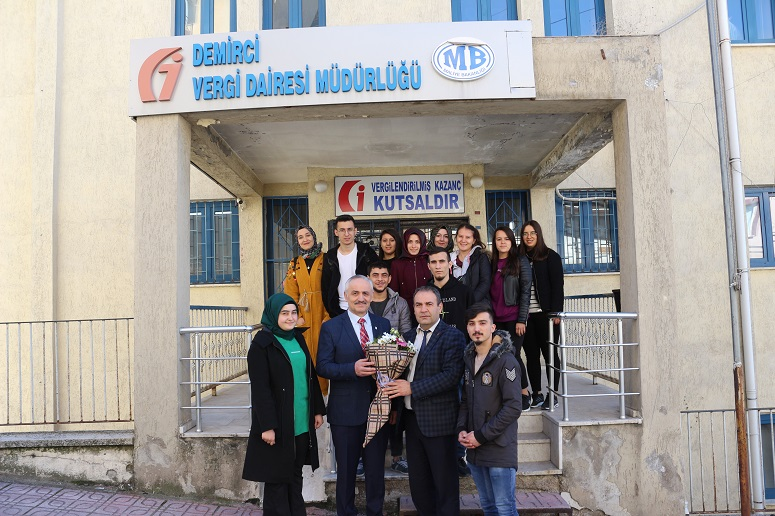 DEMİRCİ
VERGİ DAİRESİ MÜDÜRLÜĞÜ
MB
VERGİLENDİRİLMİŞ KAZANÇ
KUTSALDIR